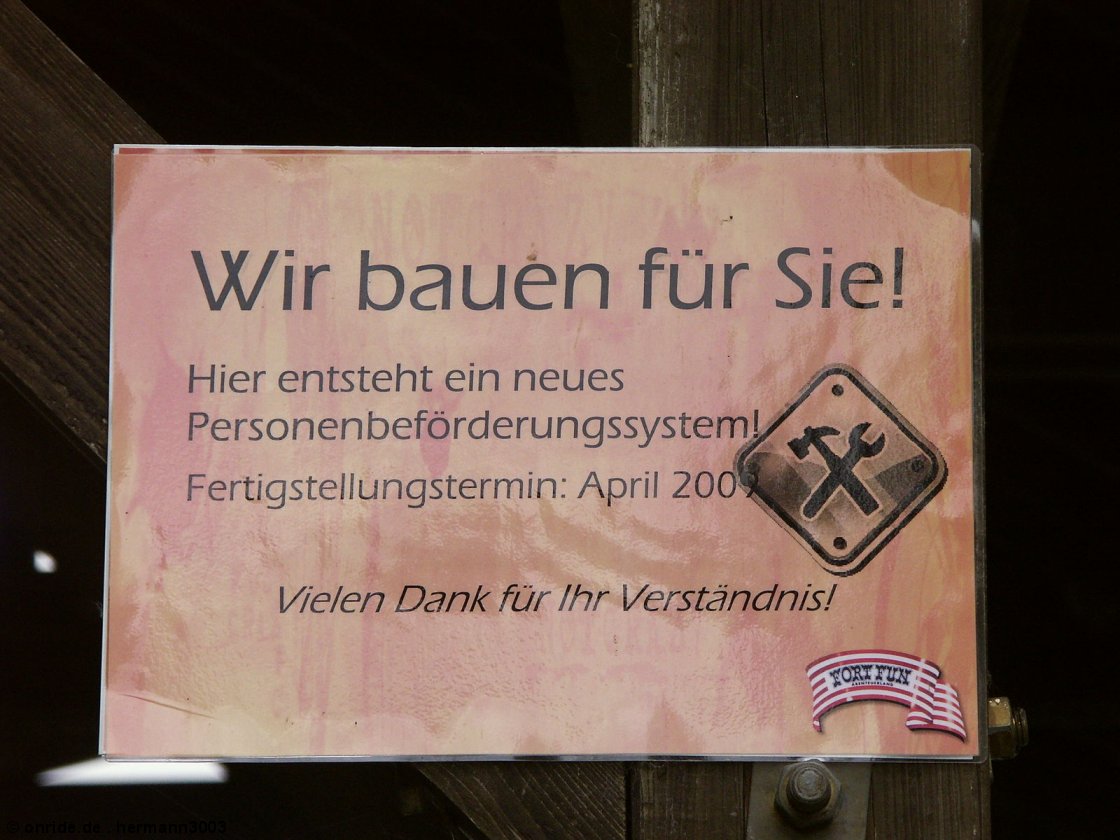 Wir bauen für Sie!
Hier entsteht ein neues
Personenbeförderungssystem!
Fertigstellungstermin: April 2009
Vielen Dank für Ihr Verständnis!
FORT FUN
ABENTEUERLAND
© onride.de , hermann3003